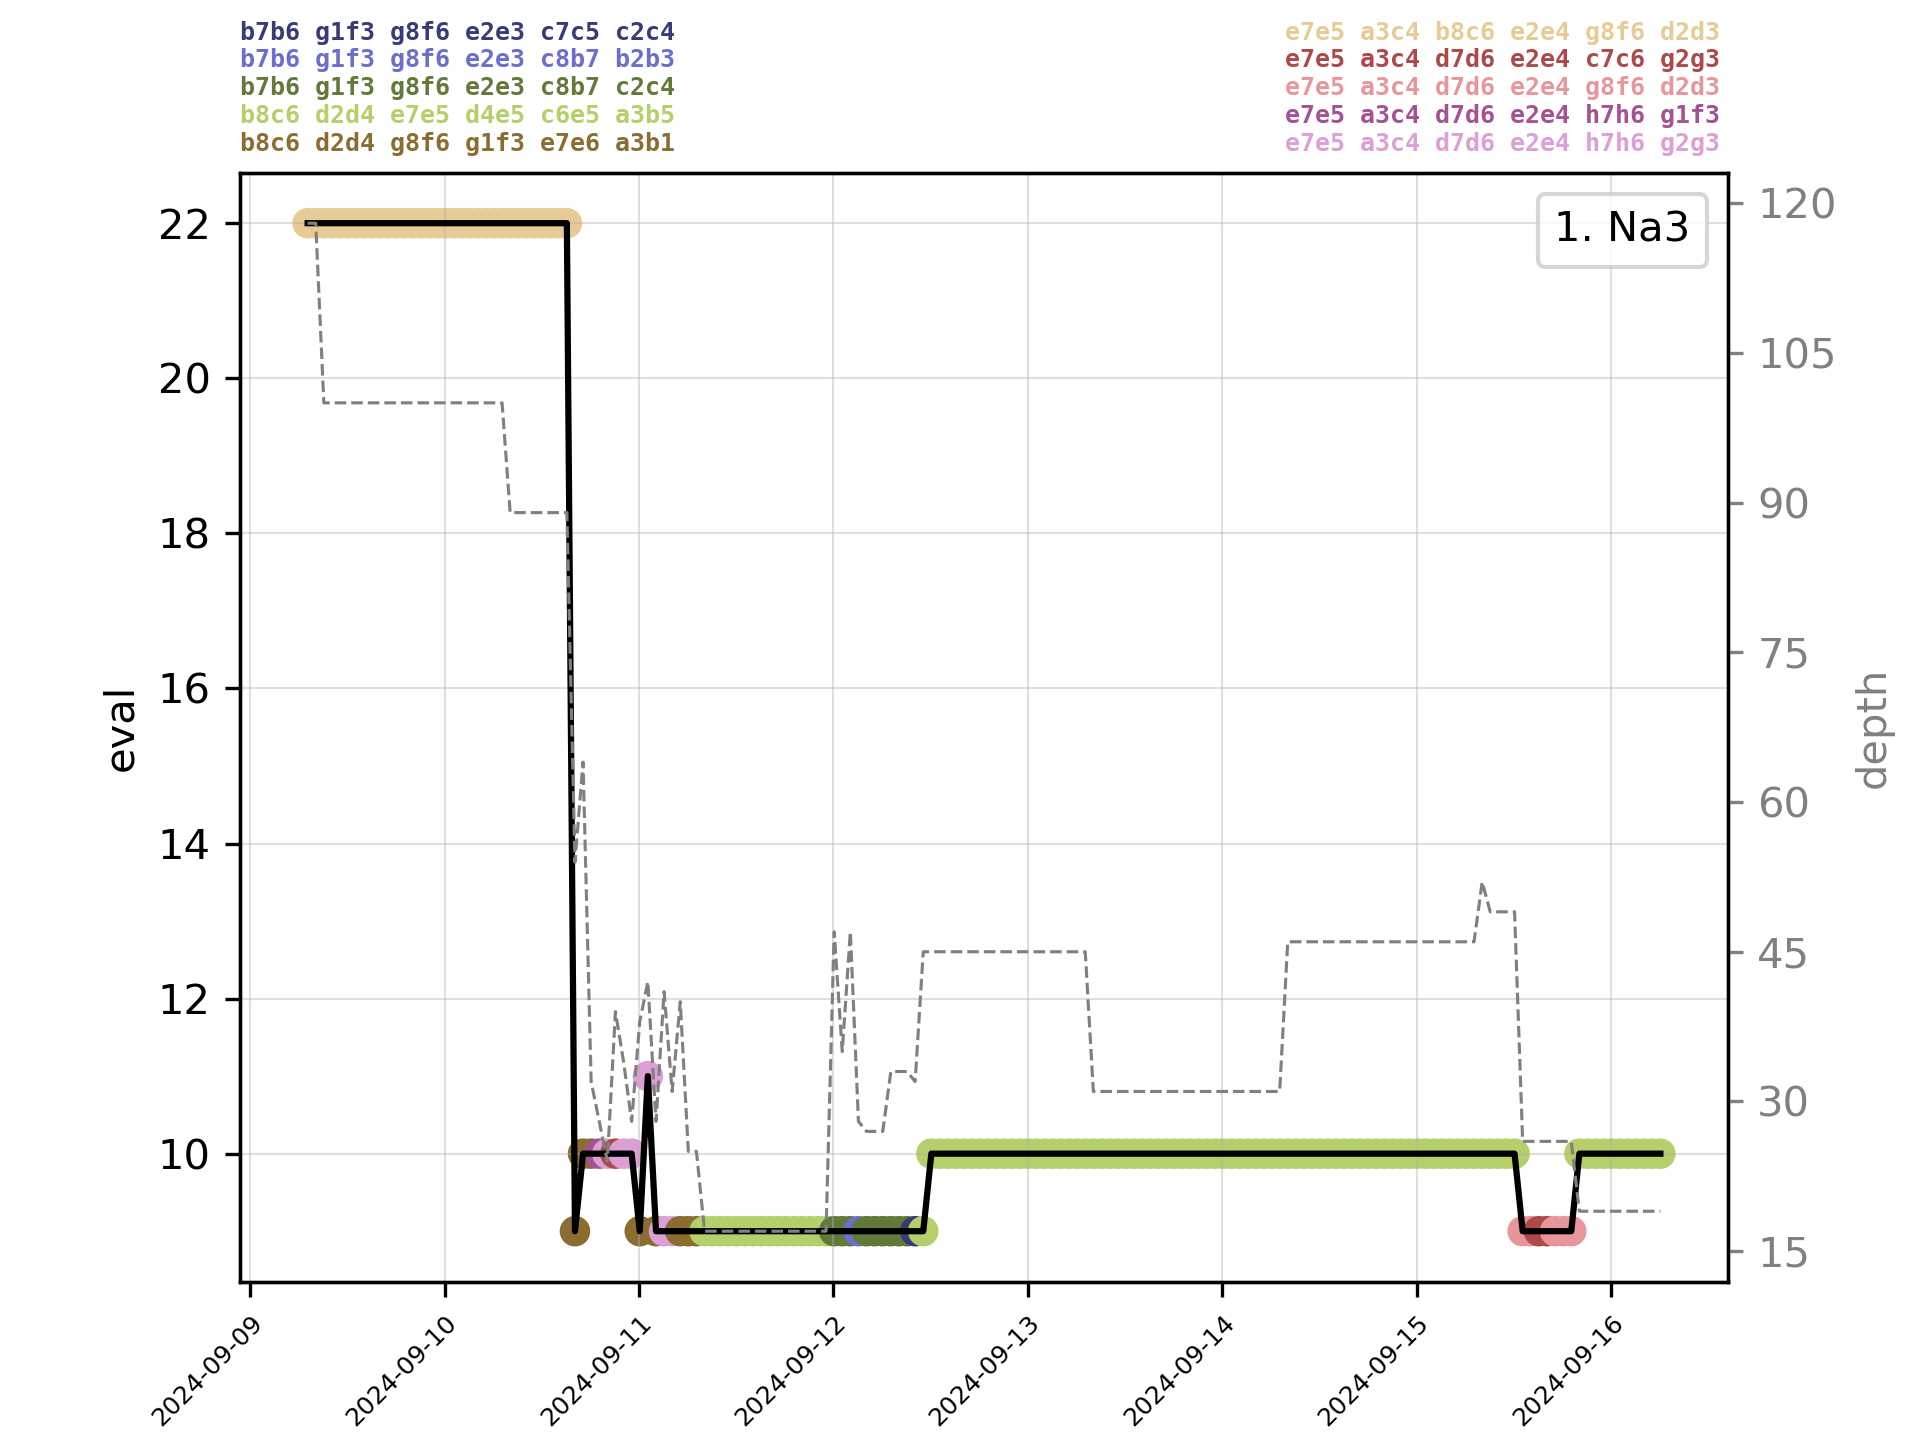 b7b6 g1f3 g8f6 e2e3 c7c5 c2c4
b7b6 g1f3 g8f6 e2e3 c8b7 b2b3
b7b6 g1f3 g8f6 e2e3 c8b7 c2c4
b8c6 d2d4 e7e5 d4e5 c6e5 a3b5
b8c6 d2d4 g8f6 g1f3 e7e6 a3b1
e7e5 a3c4 b8c6 e2e4 g8f6 d2d3
e7e5 a3c4 d7d6 e2e4 c7c6 g2g3
e7e5 a3c4 d7d6 e2e4 g8f6 d2d3
e7e5 a3c4 d7d6 e2e4 h7h6 g1f3
e7e5 a3c4 d7d6 e2e4 h7h6 g2g3
1. Na3
22
20
18
16
14
12
10
eval
120
105
90
75
60
45
30
15
depth
2024-09-09
2024-09-10
2024-09-11
2024-09-12
2024-09-13
2024-09-14
2024-09-15
2024-09-16